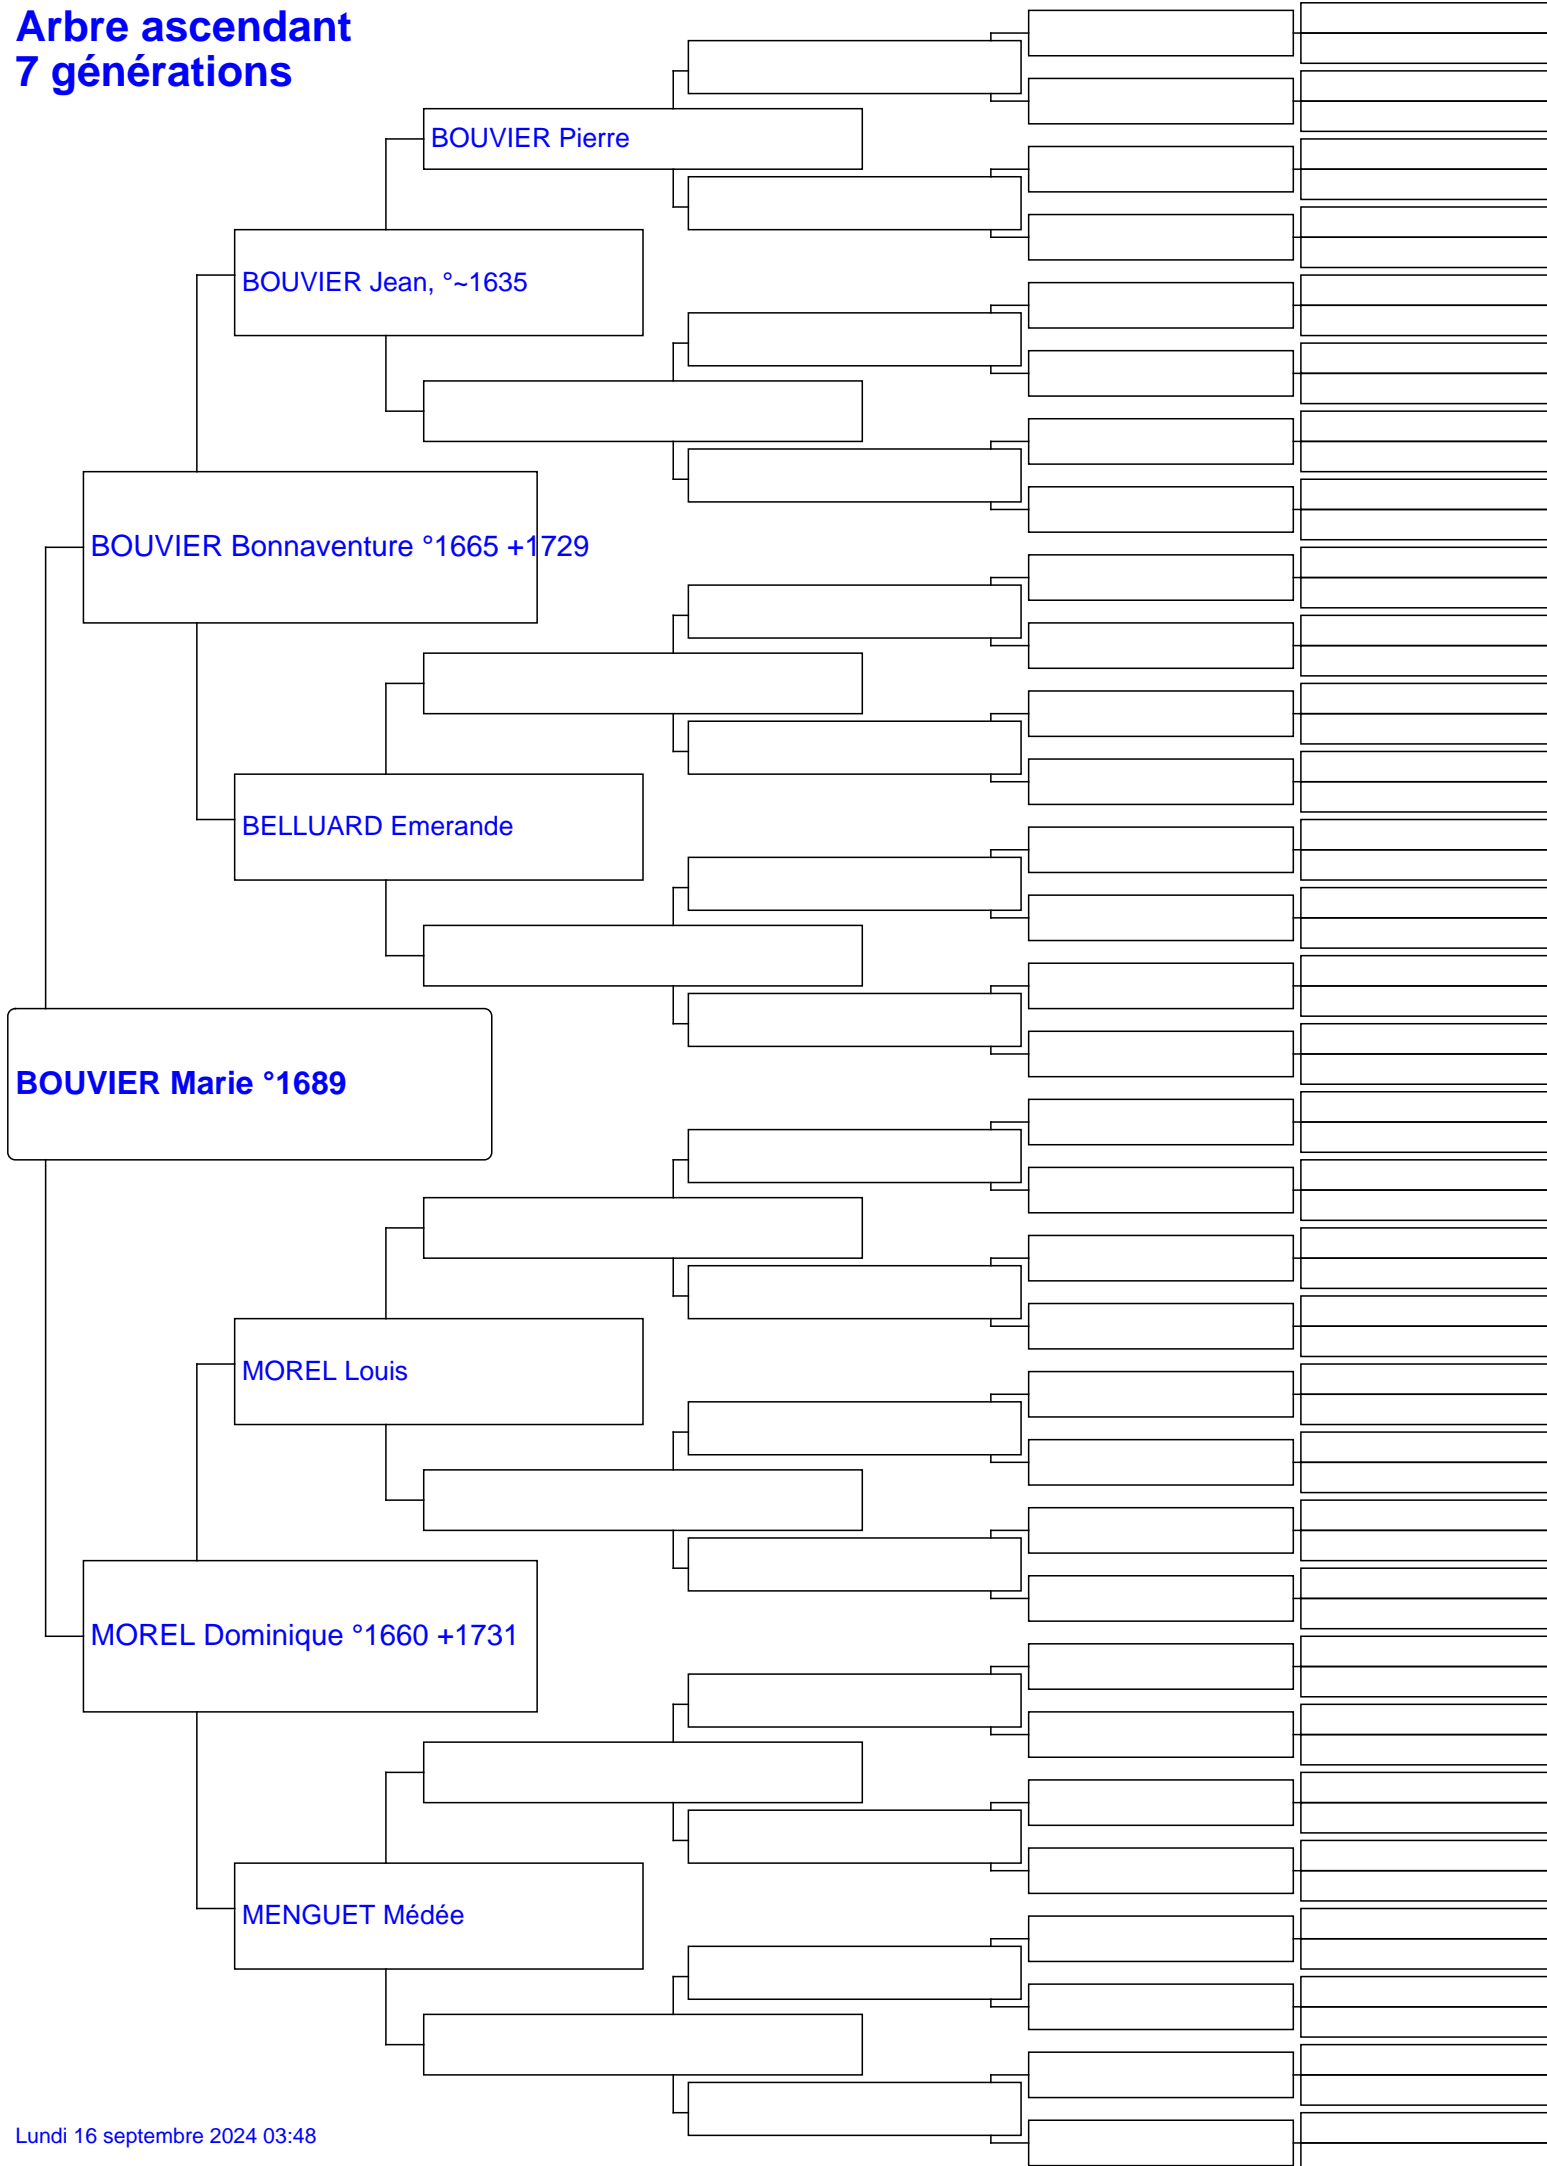 Arbre ascendant
7 générations
BOUVIER Pierre
BOUVIER Jean, °~1635
BOUVIER Bonnaventure °1665 +1729
BELLUARD Emerande
BOUVIER Marie °1689
MOREL Louis
MOREL Dominique °1660 +1731
MENGUET Médée
Lundi 16 septembre 2024 03:48